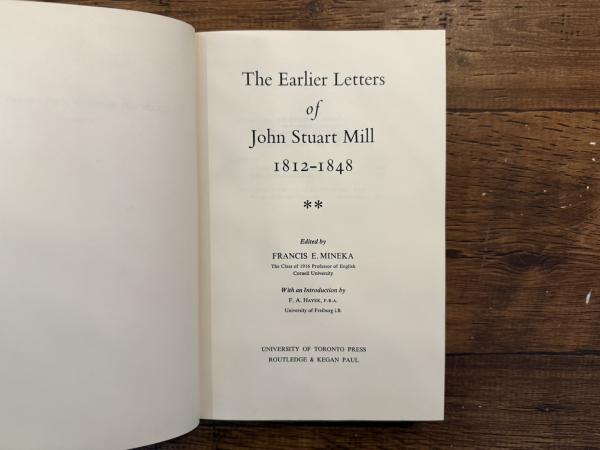 The Earlier Letters
of
John Stuart Mill
1812-1848
**
Edited by
FRANCIS E. MINEKA
The Class of 1916 Professor of English
Cornell University
With an Introduction by
F. A. HAYEK, F.B.A.
University of Freiburg i.B.
UNIVERSITY OF TORONTO PRESS
ROUTLEDGE & KEGAN PAUL